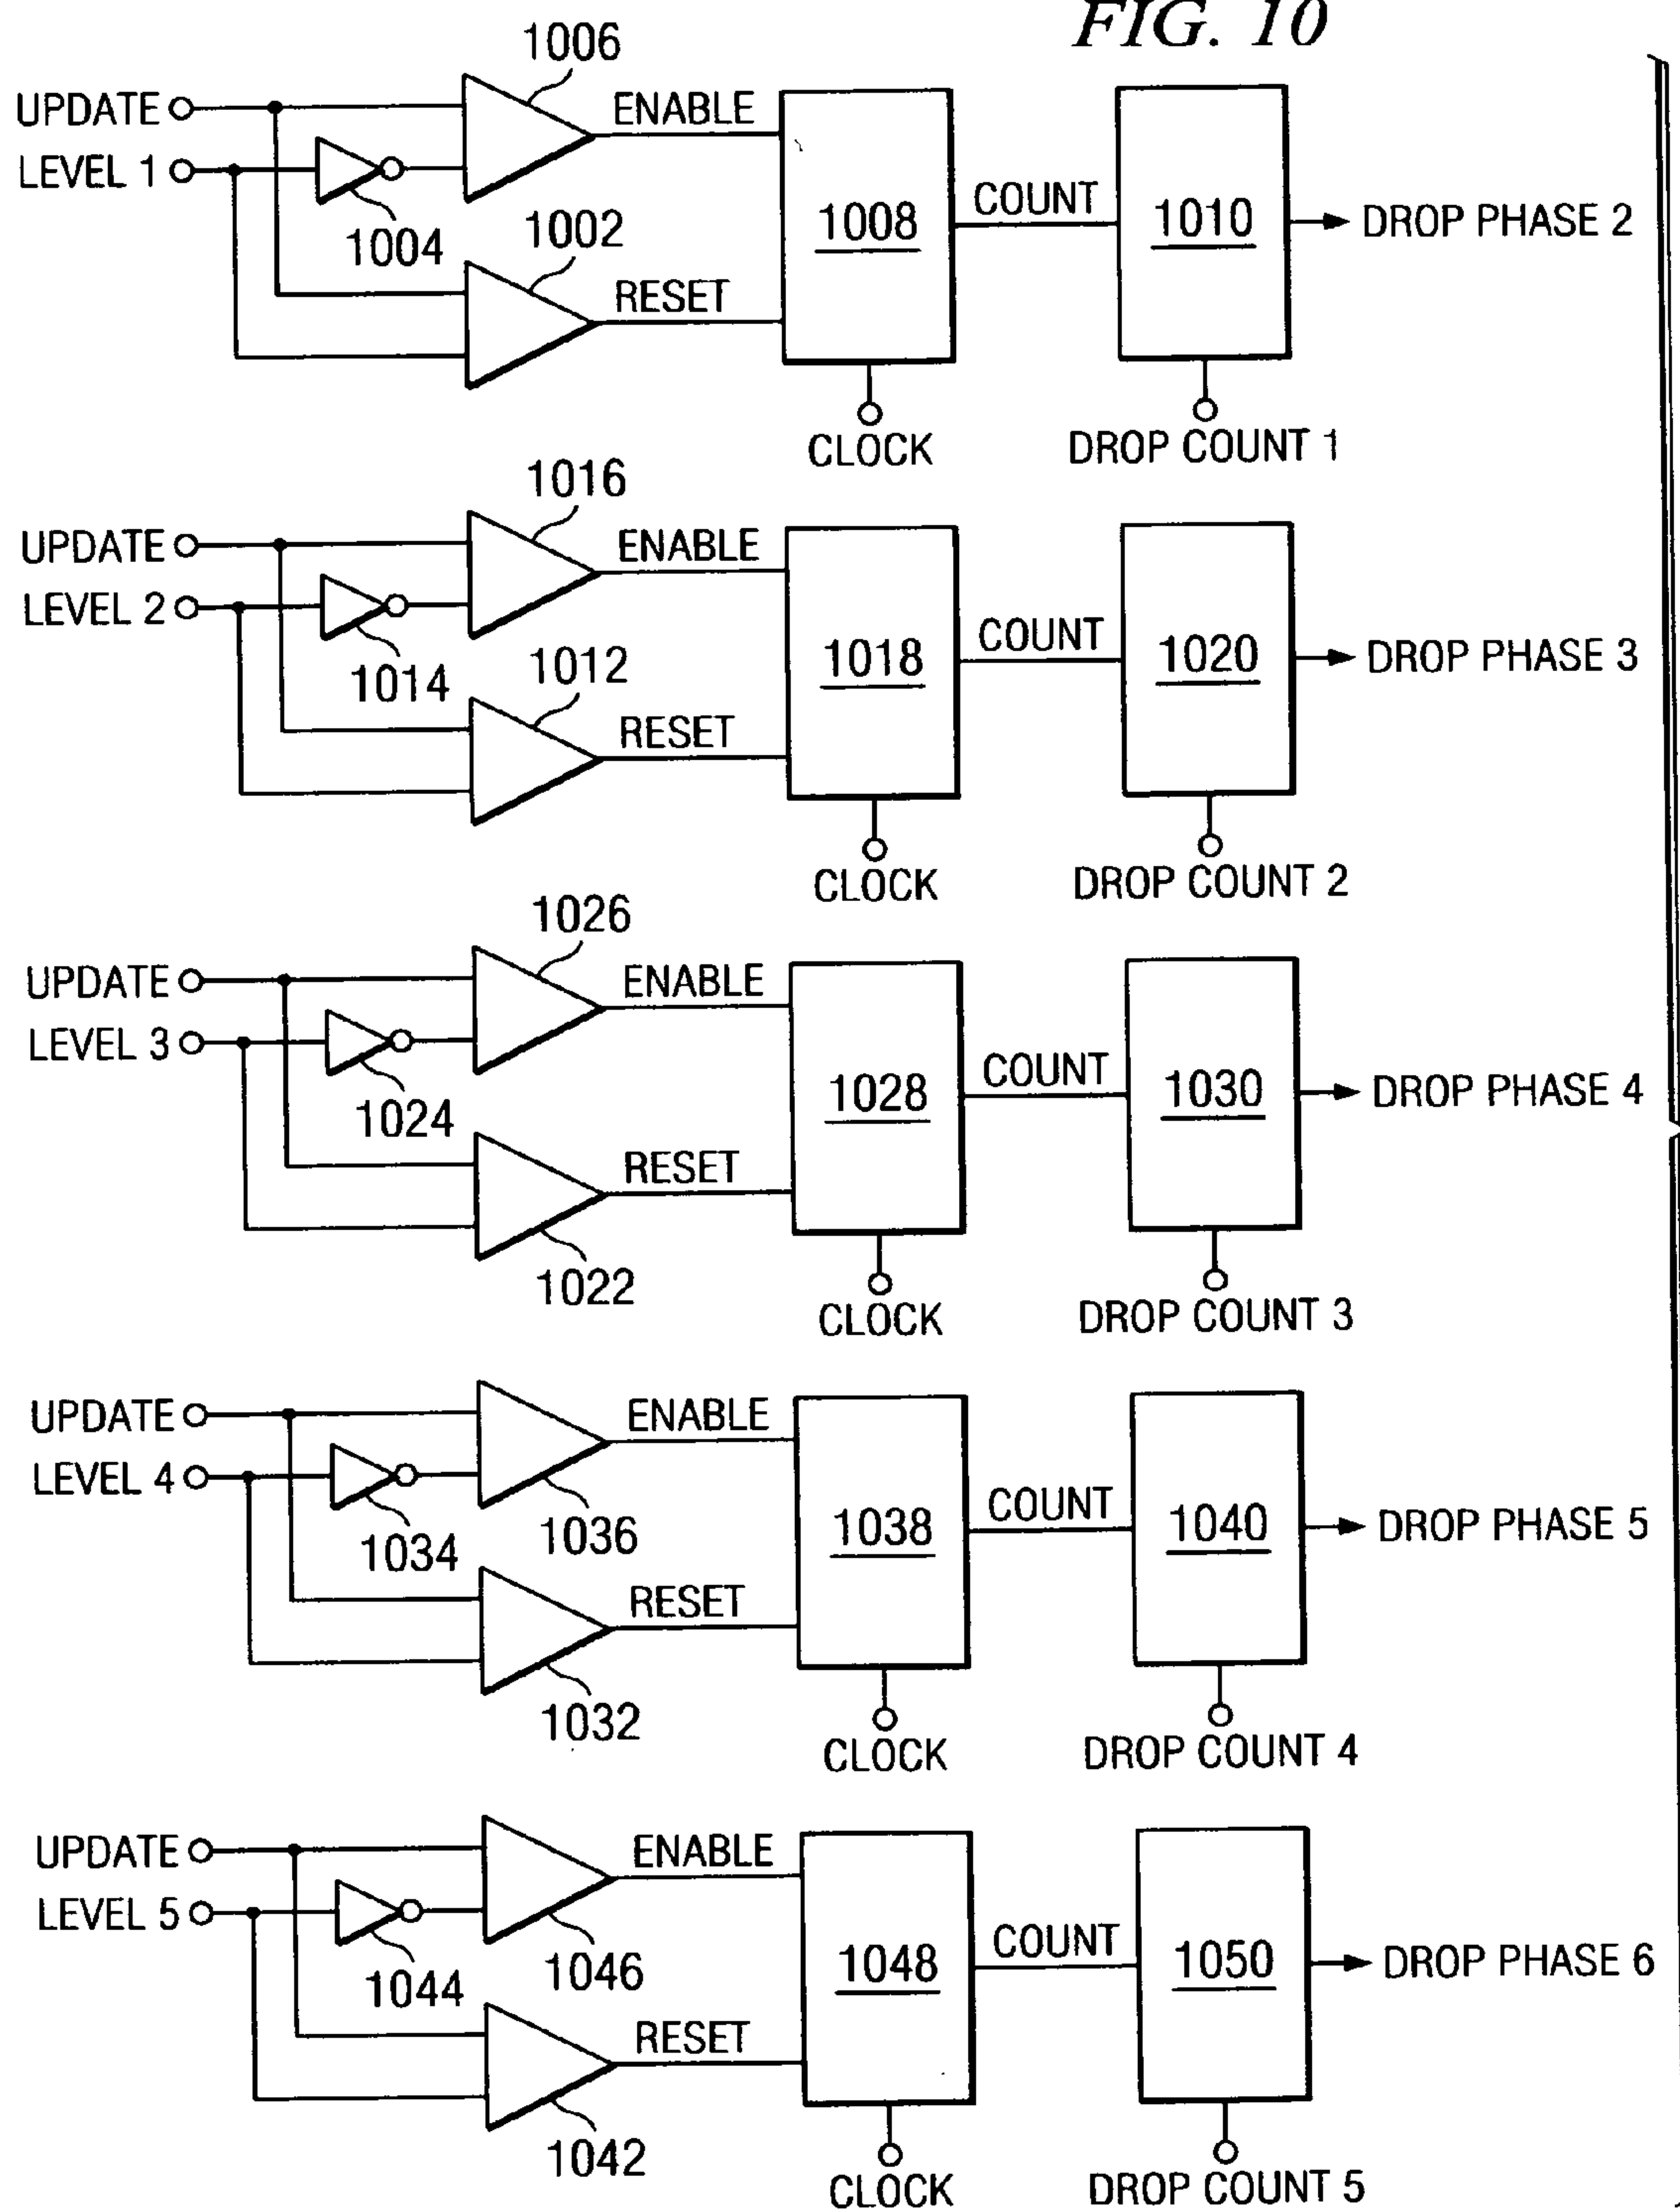 FIG. 10
1006
UPDATE
ENABLE
LEVEL 1
1004
1002
RESET
1008
COUNT
1010
DROP PHASE 2
CLOCK
DROP COUNT 1
1016
UPDATE
ENABLE
LEVEL 2
1014
1012
RESET
1018
COUNT
1020
DROP PHASE 3
CLOCK
DROP COUNT 2
1026
UPDATE
ENABLE
LEVEL 3
1024
RESET
1022
1028
COUNT
1030
DROP PHASE 4
CLOCK
DROP COUNT 3
UPDATE
ENABLE
LEVEL 4
1034
1036
RESET
1032
1038
COUNT
1040
DROP PHASE 5
CLOCK
DROP COUNT 4
UPDATE
ENABLE
LEVEL 5
1044
1046
RESET
1042
1048
COUNT
1050
DROP PHASE 6
CLOCK
DROP COUNT 5